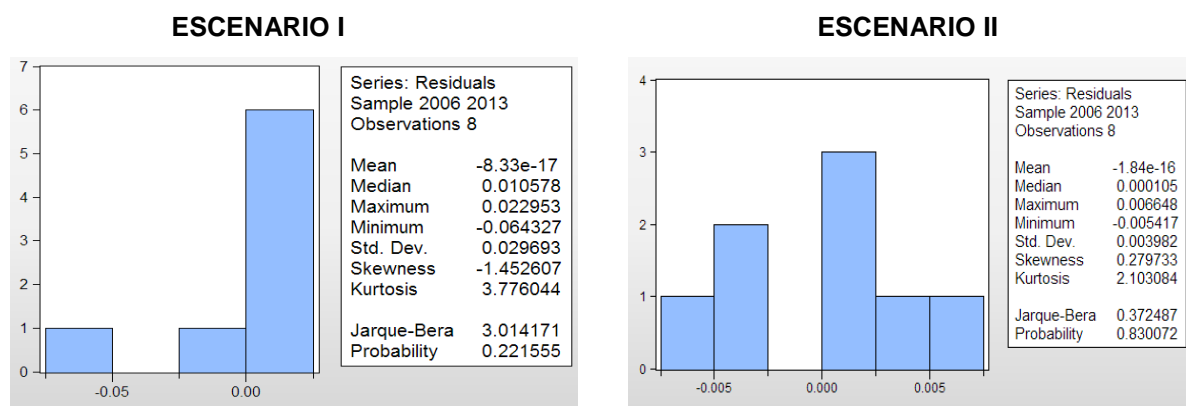 ESCENARIO I
7
6
5
4
3
2
1
0
-0.05 0.00
Series: Residuals
Sample 2006 2013
Observations 8
Mean -8.33e-17
Median 0.010578
Maximum 0.022953
Minimum -0.064327
Std. Dev. 0.029693
Skewness -1.452607
Kurtosis 3.776044
Jarque-Bera 3.014171
Probability 0.221555
ESCENARIO II
4
3
2
1
0
-0.005 0.000 0.005
Series: Residuals
Sample 2006 2013
Observations 8
Mean -1.84e-16
Median 0.000105
Maximum 0.006648
Minimum -0.005417
Std. Dev. 0.003982
Skewness 0.279733
Kurtosis 2.103084
Jarque-Bera 0.372487
Probability 0.830072